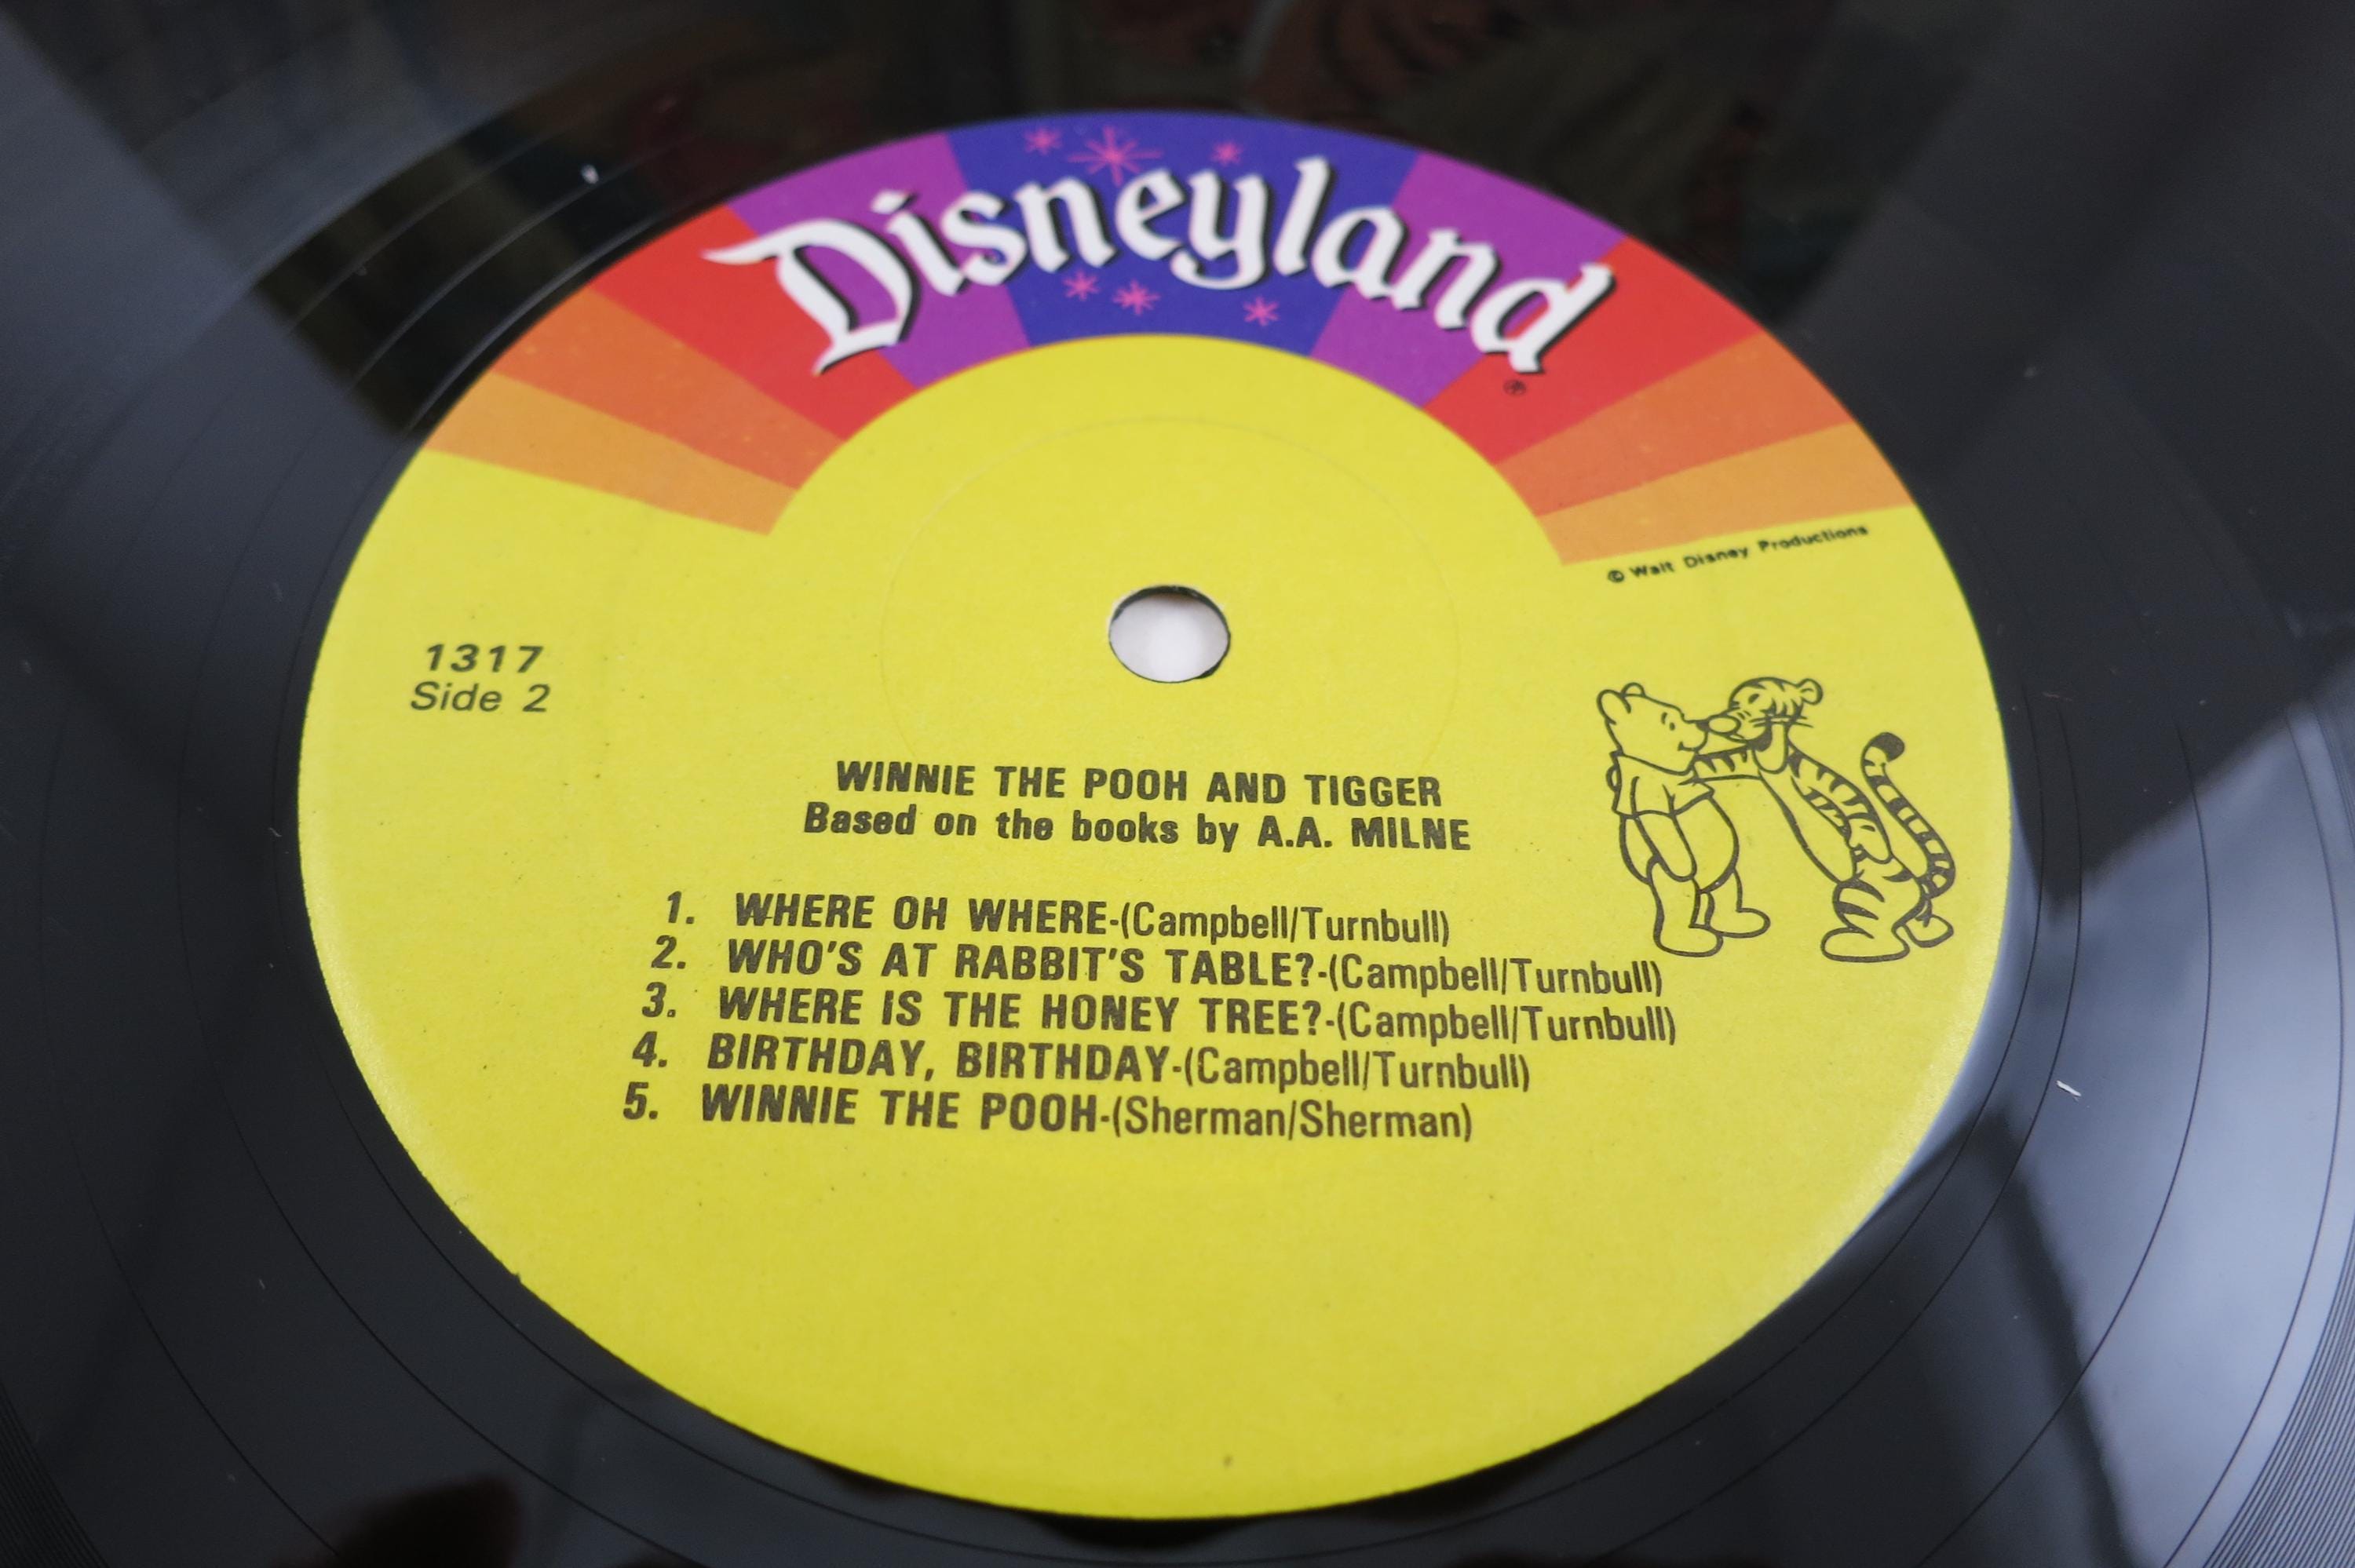 Disneyland
®
© Walt Disney Productions
1317
Side 2
WINNIE THE POOH AND TIGGER
Based on the books by A.A. MILNE
1. WHERE OH WHERE-(Campbell/Turnbull)
2. WHO'S AT RABBIT'S TABLE?-(Campbell/Turnbull)
3. WHERE IS THE HONEY TREE?-(Campbell/Turnbull)
4. BIRTHDAY, BIRTHDAY-(Campbell/Turnbull)
5. WINNIE THE POOH-(Sherman/Sherman)